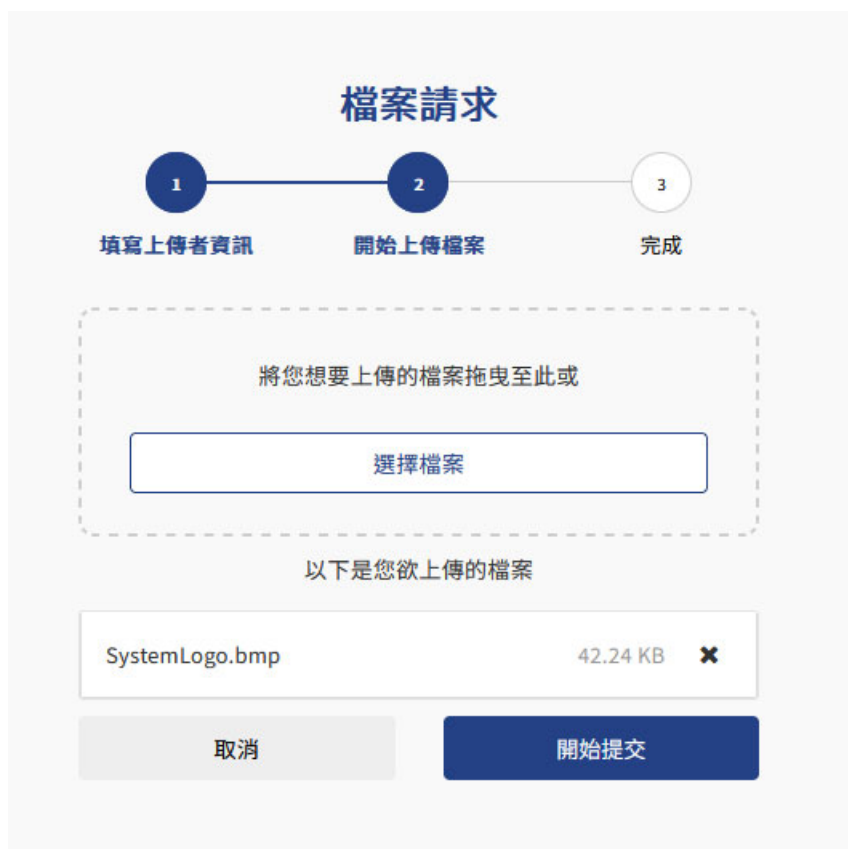 檔案請求
1 2 3
填寫上傳者資訊 開始上傳檔案 完成
將您想要上傳的檔案拖曳至此或
選擇檔案
以下是您欲上傳的檔案
SystemLogo.bmp 42.24 KB ✖
取消 開始提交